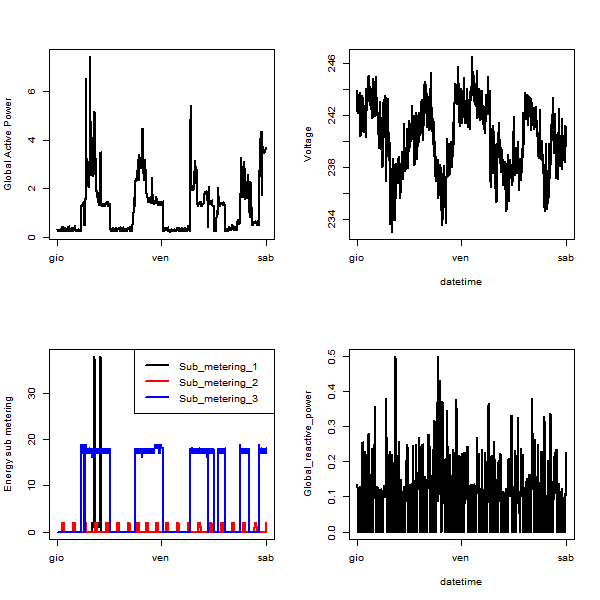 Global Active Power
0 2 4 6
gio ven sab
Voltage
234 238 242 246
gio ven sab
datetime
Energy sub metering
0 10 20 30
Sub_metering_1
Sub_metering_2
Sub_metering_3
gio ven sab
Global_reactive_power
0.0 0.1 0.2 0.3 0.4 0.5
gio ven sab
datetime